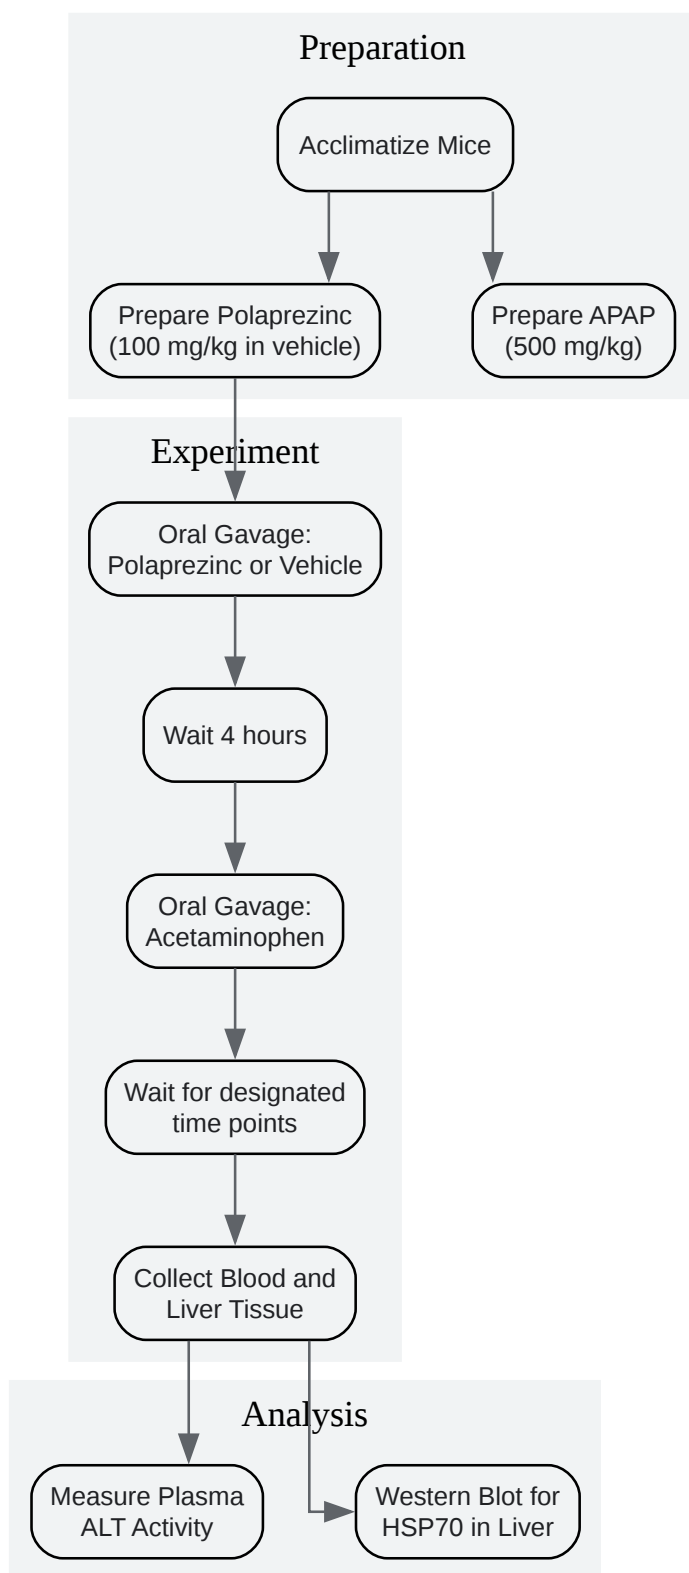 Preparation
Acclimatize Mice
Prepare Polaprezinc
(100 mg/kg in vehicle)
Prepare APAP
(500 mg/kg)
Experiment
Oral Gavage:
Polaprezinc or Vehicle
Wait 4 hours
Oral Gavage:
Acetaminophen
Wait for designated
time points
Collect Blood and
Liver Tissue
Analysis
Measure Plasma
ALT Activity
Western Blot for
HSP70 in Liver